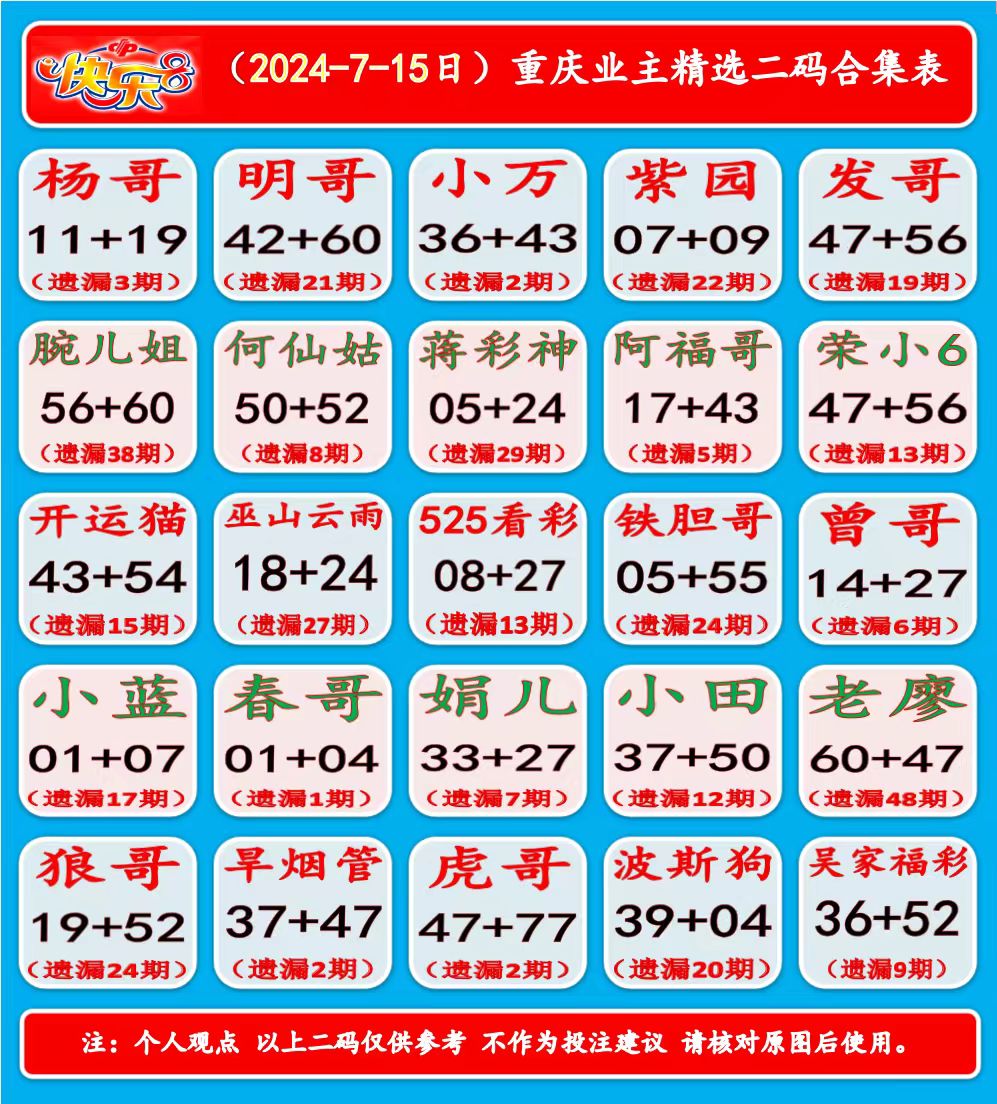 快乐8 （2024-7-15日）重庆业主精选二码合集表
杨哥 明哥 小万 紫园 发哥
11+19 42+60 36+43 07+09 47+56
（遗漏3期） （遗漏21期） （遗漏2期） （遗漏22期） （遗漏19期）
腕儿姐 何仙姑 蒋彩神 阿福哥 荣小6
56+60 50+52 05+24 17+43 47+56
（遗漏38期） （遗漏8期） （遗漏29期） （遗漏5期） （遗漏13期）
开运猫 巫山云雨 525看彩 铁胆哥 曾哥
43+54 18+24 08+27 05+55 14+27
（遗漏15期） （遗漏27期） （遗漏13期） （遗漏24期） （遗漏6期）
小蓝 春哥 娟儿 小田 老廖
01+07 01+04 33+27 37+50 60+47
（遗漏17期） （遗漏1期） （遗漏7期） （遗漏12期） （遗漏48期）
狼哥 旱烟管 虎哥 波斯狗 吴家福彩
19+52 37+47 47+77 39+04 36+52
（遗漏24期） （遗漏2期） （遗漏2期） （遗漏20期） （遗漏9期）
注：个人观点 以上二码仅供参考 不作为投注建议 请核对原图后使用。